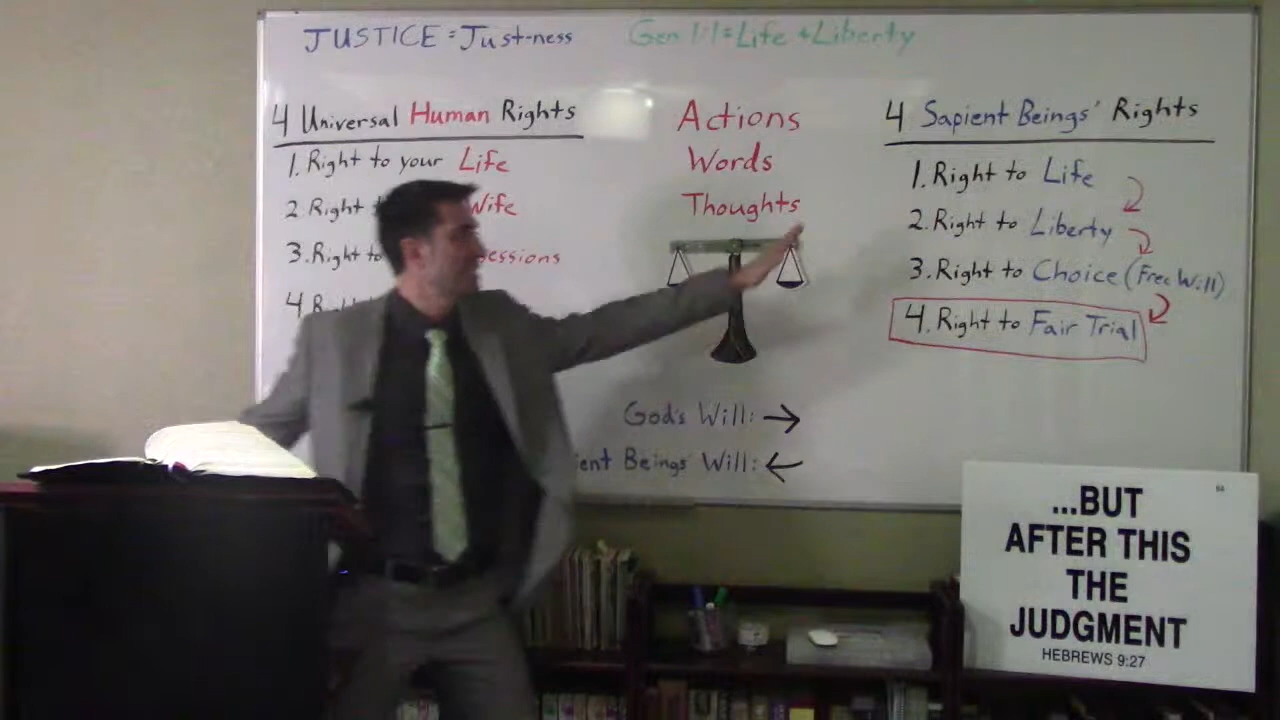 JUSTICE = Just-ness
Gen 1:1 = Life + Liberty
4 Universal Human Rights
1. Right to your Life
2 Right Wife
3. Right to
4
Actions
Words
Thoughts
God's Will: →
Beings' Will: ←
4 Sapient Beings' Rights
1. Right to Life
2. Right to Liberty
3. Right to Choice (Free Will)
4. Right to Fair Trial
...BUT
AFTER THIS
THE
JUDGMENT
HEBREWS 9:27